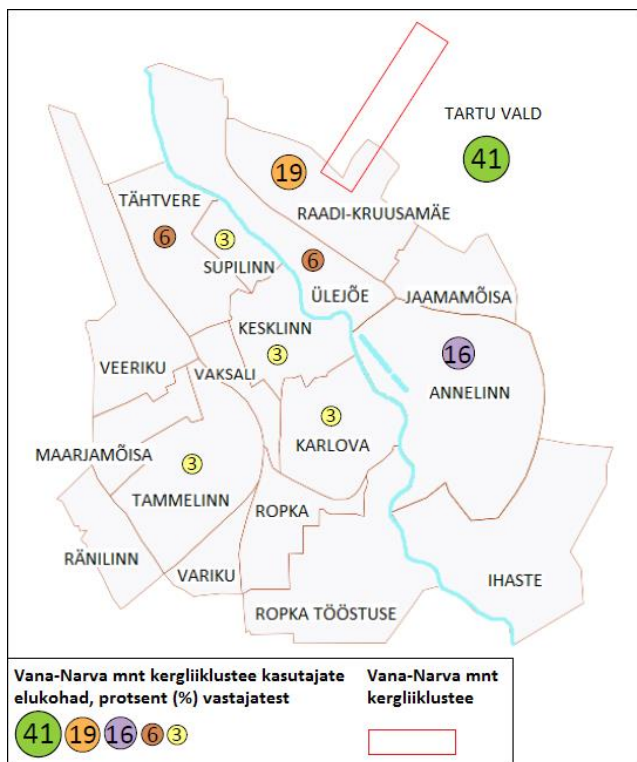 TARTU VALD
41
19
TÄHTVERE
RAADI-KRUUSAMÄE
6
3
SUPILINN
6
ÜLEJÕE
JAAMAMÕISA
KESKLINN
3
16
VEERIKU
VAKSALI
ANNELINN
3
KARLOVA
MAARJAMÕISA
3
TAMMELINN
ROPKA
RÄNILINN
VARIKU
IHASTE
ROPKA TÖÖSTUSE
Vana-Narva mnt kergliiklustee kasutajate
elukohad, protsent (%) vastajatest
41 19 16 6 3
Vana-Narva mnt
kergliiklustee